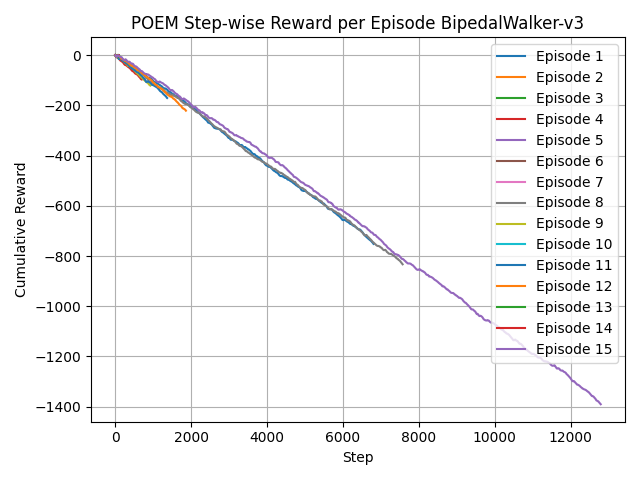 POEM Step-wise Reward per Episode BipedalWalker-v3
Cumulative Reward
0
−200
−400
−600
−800
−1000
−1200
−1400
0 2000 4000 6000 8000 10000 12000
Step
Episode 1
Episode 2
Episode 3
Episode 4
Episode 5
Episode 6
Episode 7
Episode 8
Episode 9
Episode 10
Episode 11
Episode 12
Episode 13
Episode 14
Episode 15